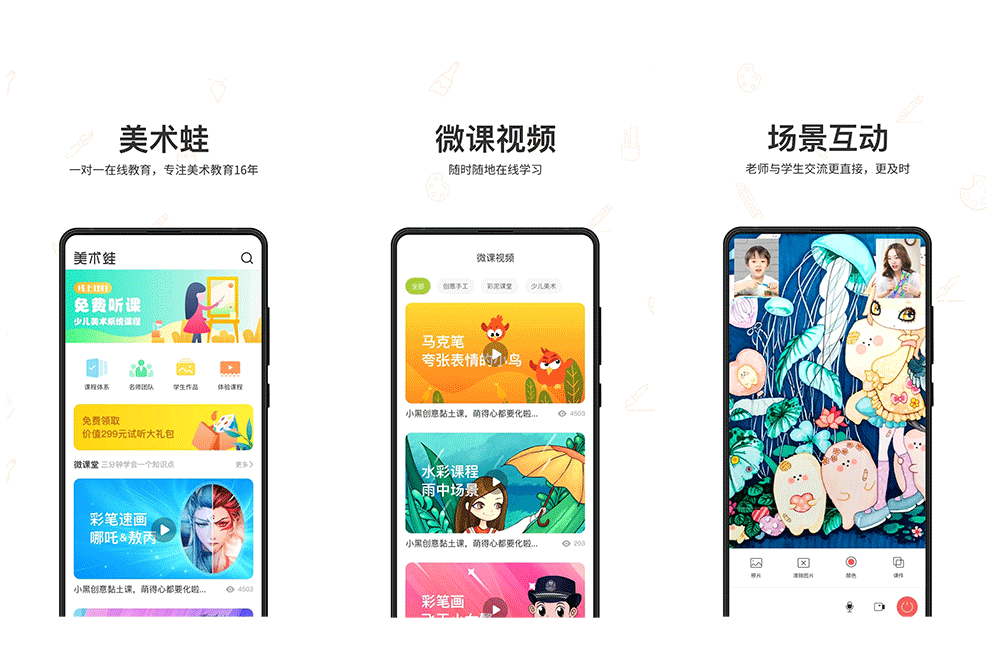 美术蛙
一对一在线教育，专注美术教育16年
美术蛙
线上1对1
免费听课
少儿美术系统课程
课程体系
名师团队
学生作品
体验课程
免费领取
价值299元试听大礼包
微课堂 三分钟学会一个知识点 更多
彩笔速画
哪吒&敖丙
小黑创意黏土课，萌得心都要化啦... 4503
微课视频
随时随地在线学习
微课视频
全部 创意手工 彩泥课堂 少儿美术
马克笔
夸张表情的小鸟
小黑创意黏土课，萌得心都要化啦... 4503
水彩课程
雨中场景
小黑创意黏土课，萌得心都要化啦... 203
彩笔画
场景互动
老师与学生交流更直接，更及时
照片 清除图片 颜色 课件